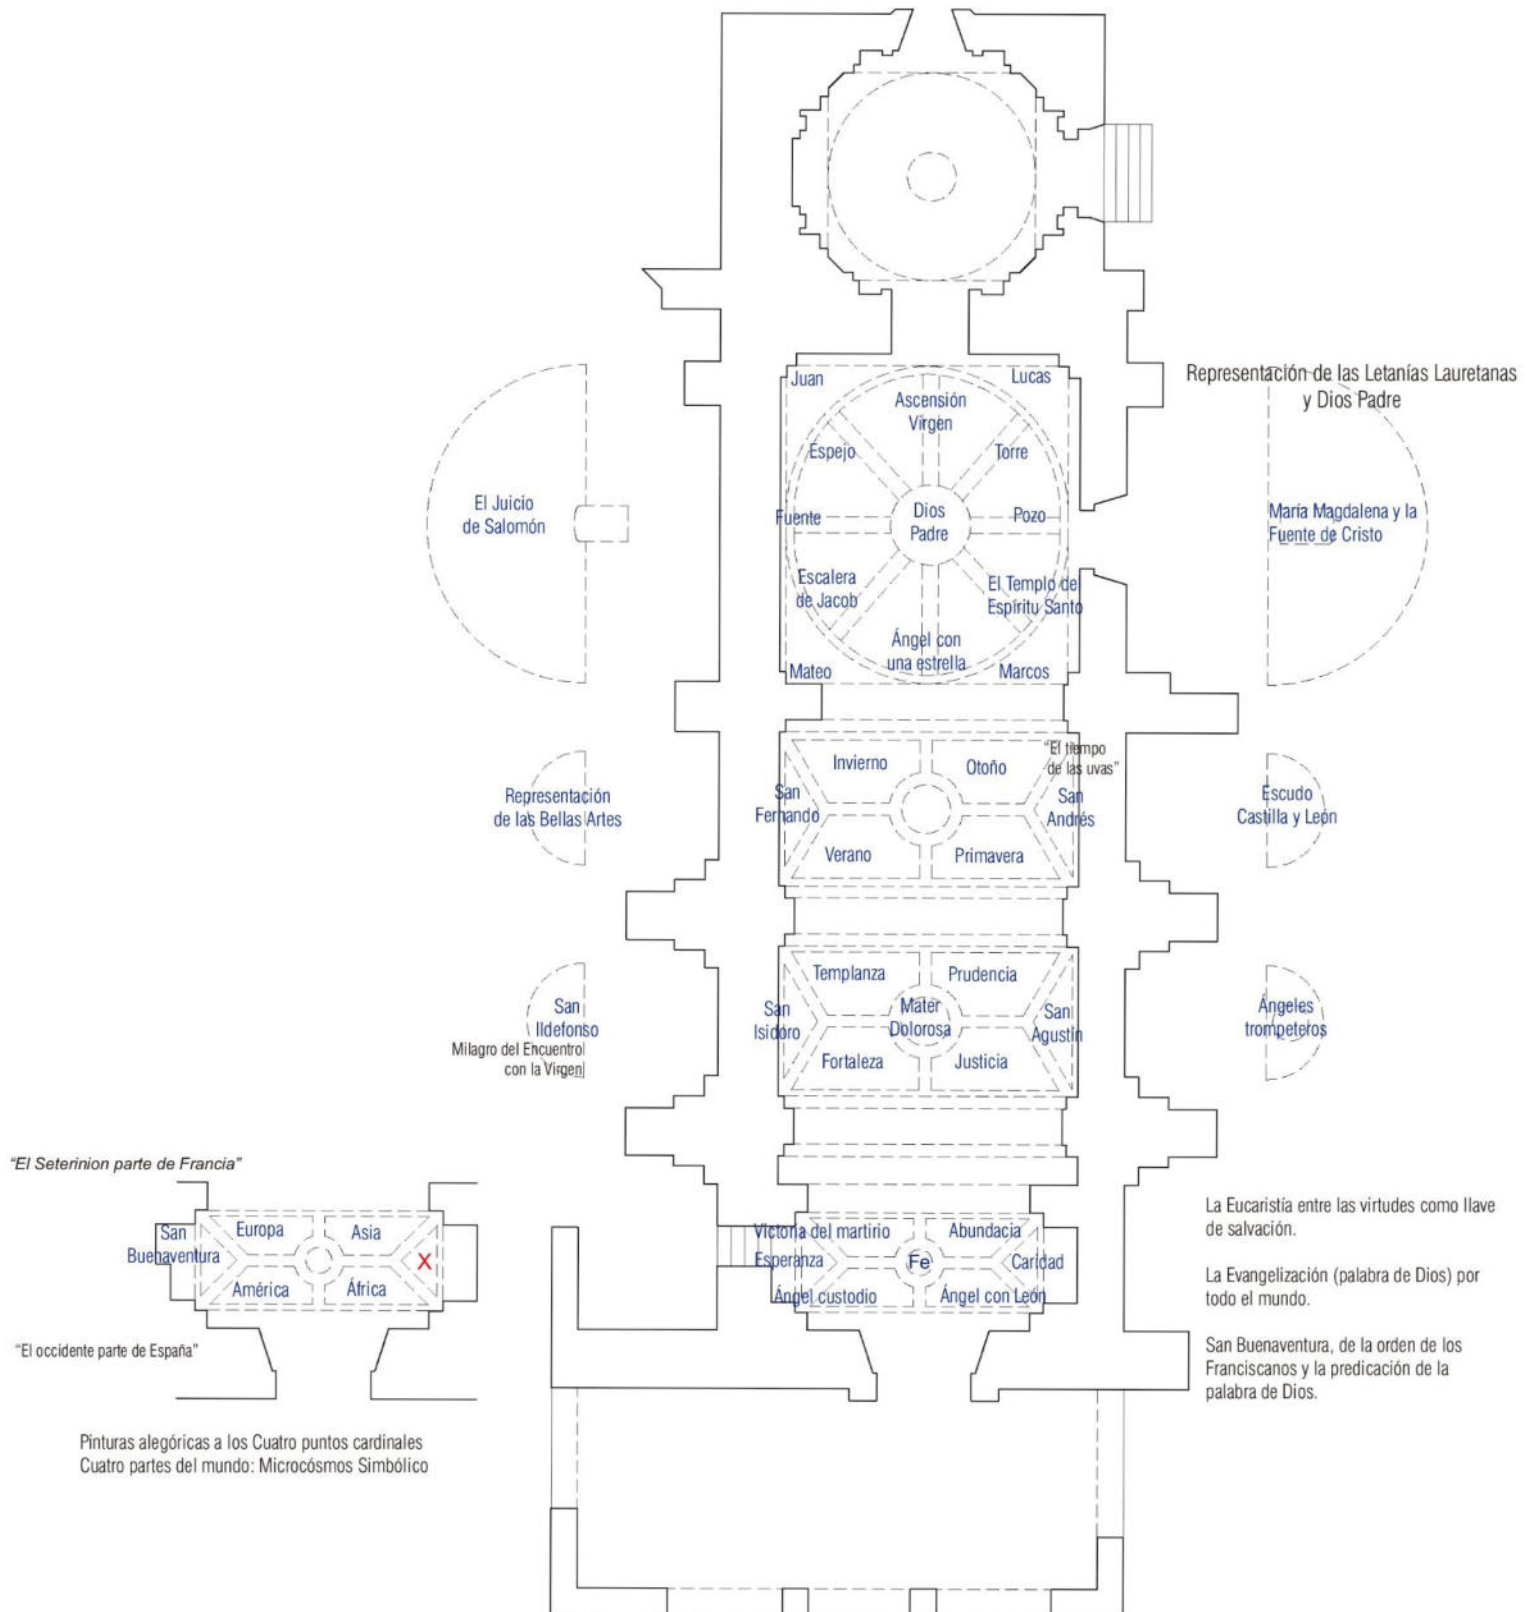 Juan
Lucas
Representación de las Letanías Lauretanas
y Dios Padre
Ascensión
Virgen
Espejo
Torre
El Juicio
de Salomón
Fuente
Dios
Padre
Pozo
María Magdalena y la
Fuente de Cristo
Escalera
de Jacob
El Templo del
Espíritu Santo
Ángel con
una estrella
Mateo
Marcos
Invierno
Otoño
"El tiempo
de las uvas"
Representación
de las Bellas Artes
San
Fernando
San
Andrés
Escudo
Castilla y León
Verano
Primavera
Templanza
Prudencia
San
Ildefonso
Milagro del Encuentro
con la Virgen
San
Isidoro
Mater
Dolorosa
San
Agustín
Ángeles
trompeteros
Fortaleza
Justicia
"El Seterinion parte de Francia"
San
Buenaventura
Europa
Asia
X
América
África
"El occidente parte de España"
Pinturas alegóricas a los Cuatro puntos cardinales
Cuatro partes del mundo: Microcósmos Simbólico
Victoria del martirio
Abundacia
Esperanza
Fe
Caridad
Ángel custodio
Ángel con León
La Eucaristía entre las virtudes como llave
de salvación.
La Evangelización (palabra de Dios) por
todo el mundo.
San Buenaventura, de la orden de los
Franciscanos y la predicación de la
palabra de Dios.